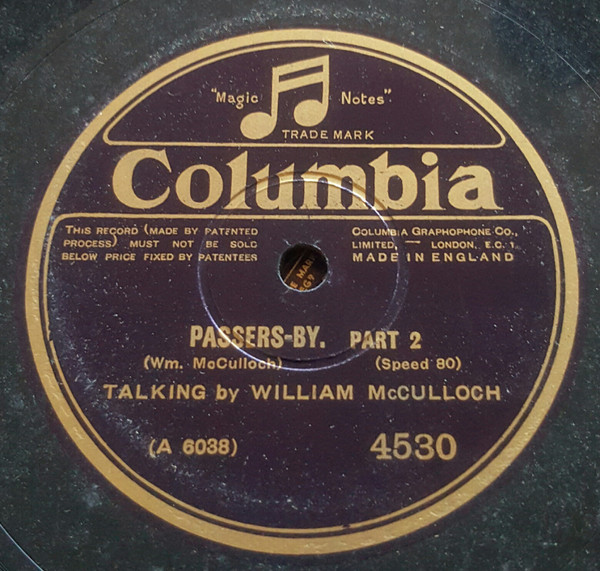 "Magic Notes"
TRADE MARK
Columbia
THIS RECORD (MADE BY PATENTED
PROCESS) MUST NOT BE SOLD
BELOW PRICE FIXED BY PATENTEES
COLUMBIA GRAPHOPHONE CO.,
LIMITED, — LONDON, E.C. 1.
MADE IN ENGLAND
PASSERS-BY. PART 2
(Wm. McCulloch) (Speed 80)
TALKING by WILLIAM McCULLOCH
(A 6038) 4530